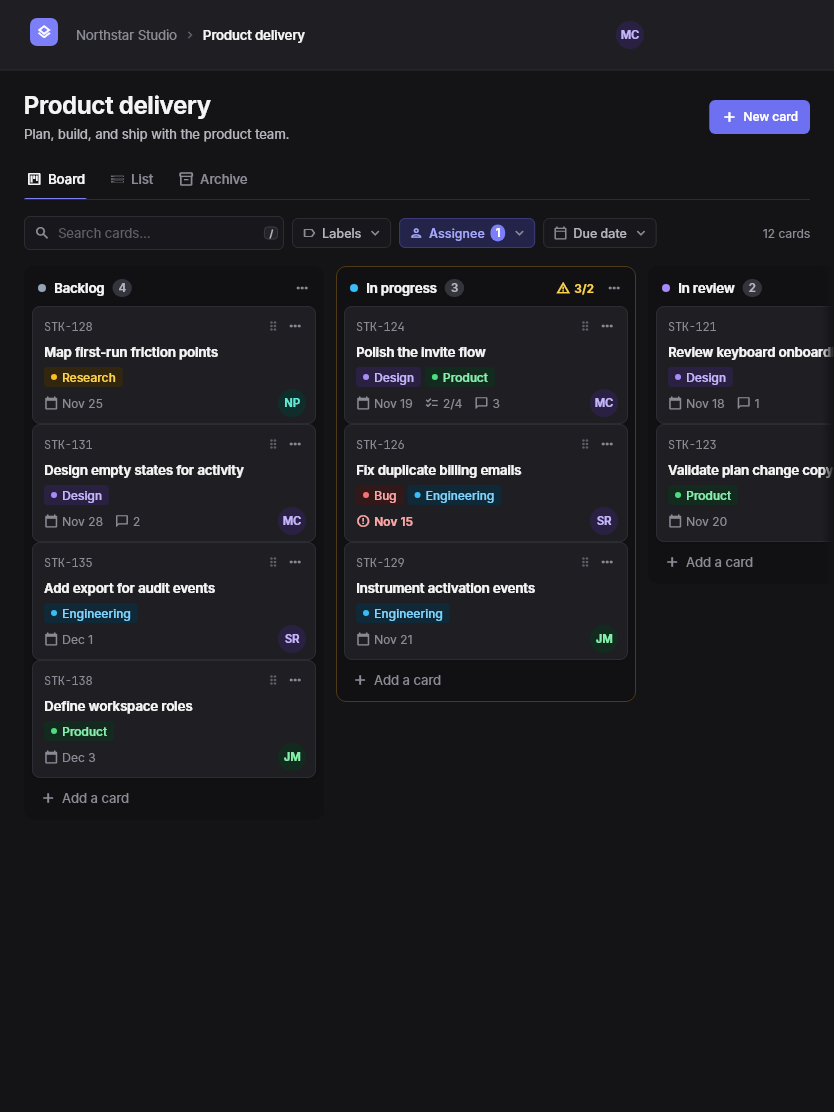 Northstar Studio > Product delivery MC
Product delivery
Plan, build, and ship with the product team.
+ New card
Board List Archive
Search cards... / Labels Assignee 1 Due date 12 cards
Backlog 4
STK-128
Map first-run friction points
Research
Nov 25 NP
STK-131
Design empty states for activity
Design
Nov 28 2 MC
STK-135
Add export for audit events
Engineering
Dec 1 SR
STK-138
Define workspace roles
Product
Dec 3 JM
+ Add a card
In progress 3 3/2
STK-124
Polish the invite flow
Design Product
Nov 19 2/4 3 MC
STK-126
Fix duplicate billing emails
Bug Engineering
Nov 15 SR
STK-129
Instrument activation events
Engineering
Nov 21 JM
+ Add a card
In review 2
STK-121
Review keyboard onboard
Design
Nov 18 1
STK-123
Validate plan change copy
Product
Nov 20
+ Add a card